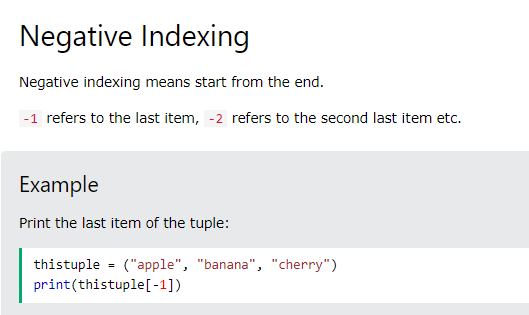 Negative Indexing
Negative indexing means start from the end.
-1 refers to the last item, -2 refers to the second last item etc.
Example
Print the last item of the tuple:
thistuple = ("apple", "banana", "cherry")
print(thistuple[-1])